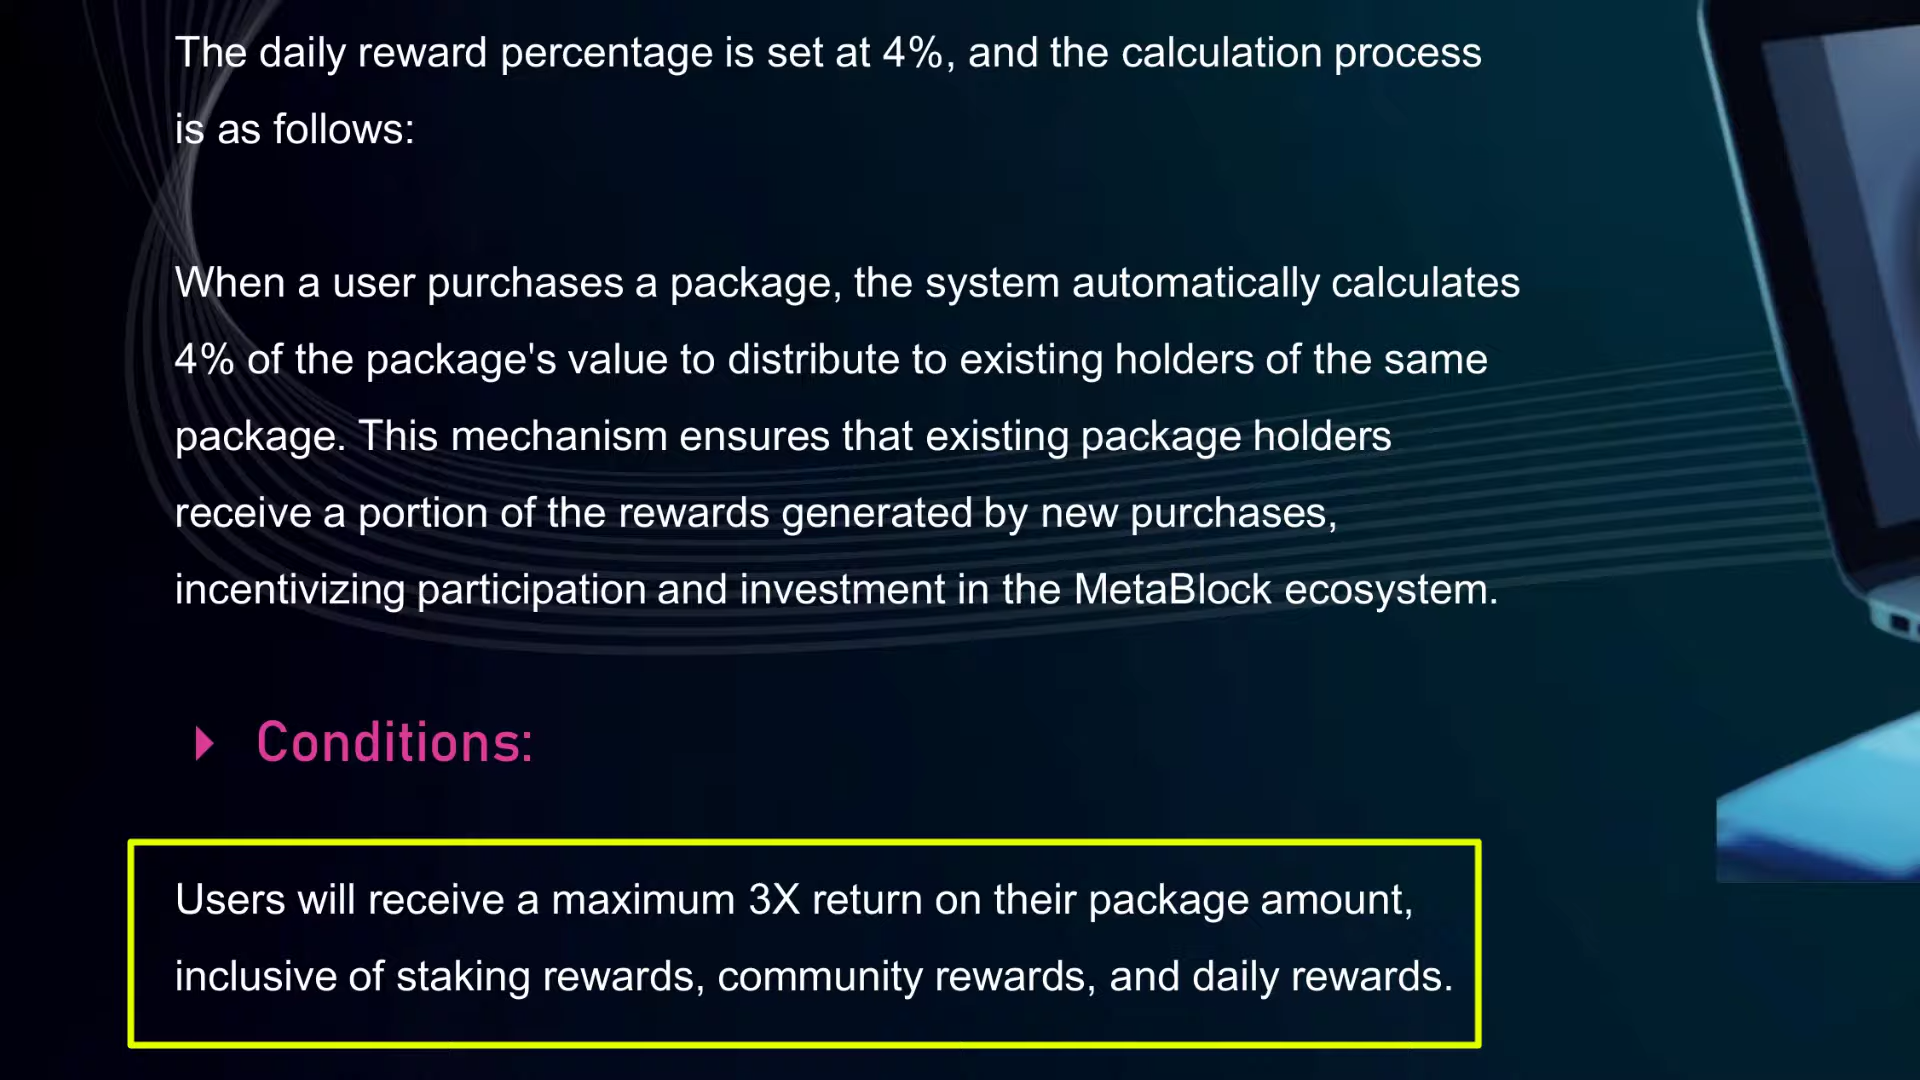 The daily reward percentage is set at 4%, and the calculation process
is as follows:
When a user purchases a package, the system automatically calculates
4% of the package's value to distribute to existing holders of the same
package. This mechanism ensures that existing package holders
receive a portion of the rewards generated by new purchases,
incentivizing participation and investment in the MetaBlock ecosystem.
Conditions:
Users will receive a maximum 3X return on their package amount,
inclusive of staking rewards, community rewards, and daily rewards.